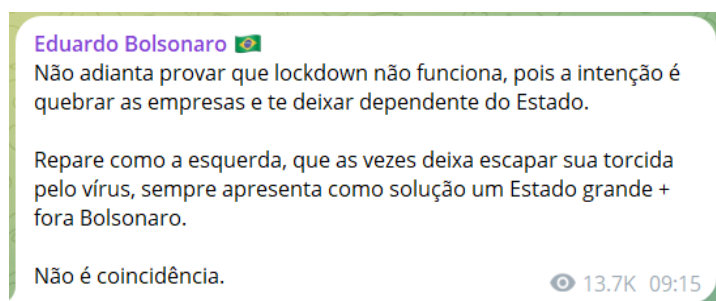 Eduardo Bolsonaro 🇧🇷
Não adianta provar que lockdown não funciona, pois a intenção é
quebrar as empresas e te deixar dependente do Estado.
Repare como a esquerda, que as vezes deixa escapar sua torcida
pelo vírus, sempre apresenta como solução um Estado grande +
fora Bolsonaro.
Não é coincidência.
13.7K 09:15